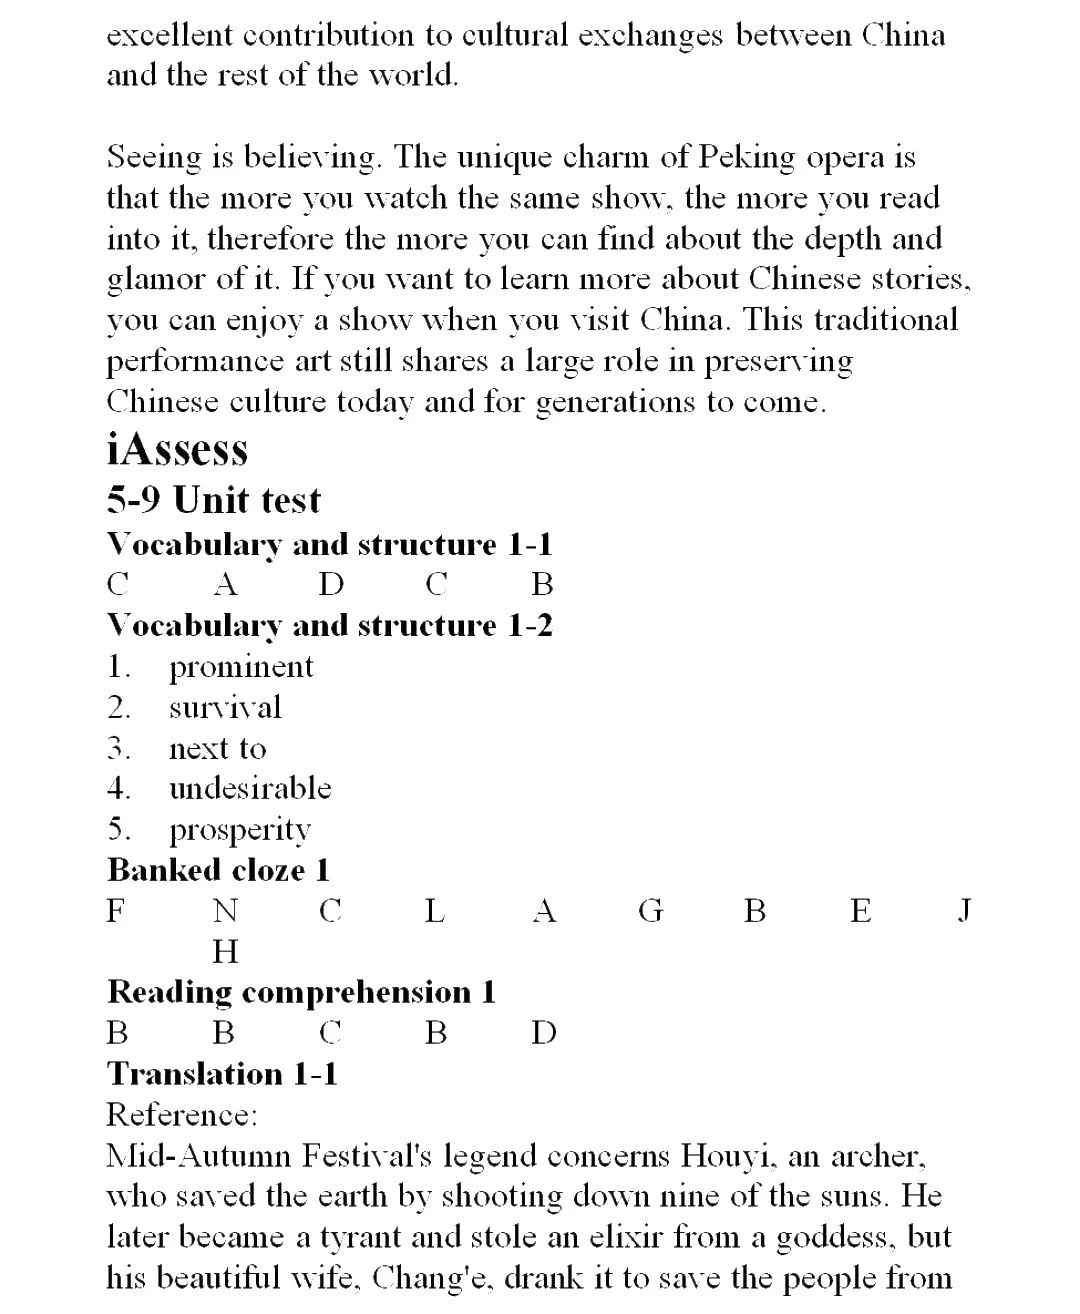 excellent contribution to cultural exchanges between China
and the rest of the world.
Seeing is believing. The unique charm of Peking opera is
that the more you watch the same show, the more you read
into it, therefore the more you can find about the depth and
glamor of it. If you want to learn more about Chinese stories,
you can enjoy a show when you visit China. This traditional
performance art still shares a large role in preserving
Chinese culture today and for generations to come.
iAssess
5-9 Unit test
Vocabulary and structure 1-1
C A D C B
Vocabulary and structure 1-2
1. prominent
2. survival
3. next to
4. undesirable
5. prosperity
Banked cloze 1
F N C L A G B E J
H
Reading comprehension 1
B B C B D
Translation 1-1
Reference:
Mid-Autumn Festival's legend concerns Houyi, an archer,
who saved the earth by shooting down nine of the suns. He
later became a tyrant and stole an elixir from a goddess, but
his beautiful wife, Chang'e, drank it to save the people from